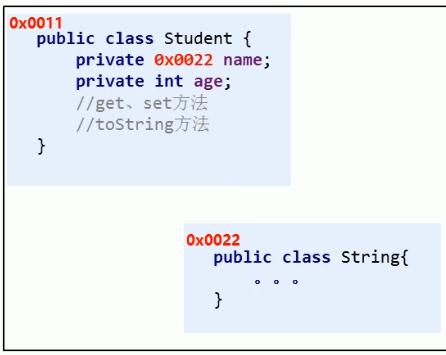 0x0011
public class Student {
private 0x0022 name;
private int age;
//get、set方法
//toString方法
}
0x0022
public class String{
。。。
}